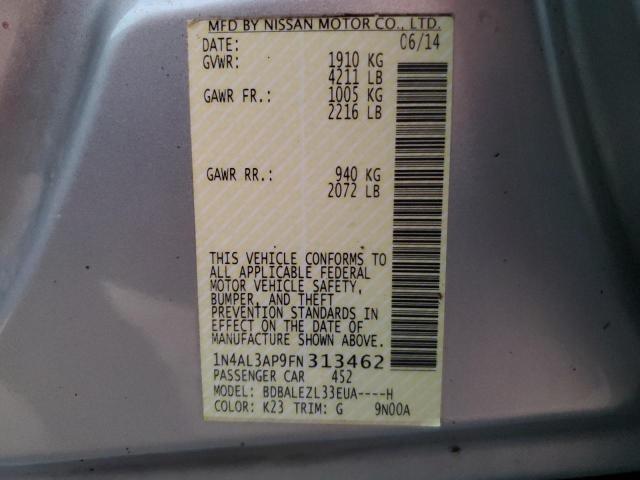 MFD BY NISSAN MOTOR CO., LTD.
DATE: 06/14
GVWR: 1910 KG
4211 LB
GAWR FR.: 1005 KG
2216 LB
GAWR RR.: 940 KG
2072 LB
THIS VEHICLE CONFORMS TO
ALL APPLICABLE FEDERAL
MOTOR VEHICLE SAFETY,
BUMPER, AND THEFT
PREVENTION STANDARDS IN
EFFECT ON THE DATE OF
MANUFACTURE SHOWN ABOVE.
1N4AL3AP9FN313462
PASSENGER CAR 452
MODEL: BDBALEZL33EUA----H
COLOR: K23 TRIM: G 9N00A